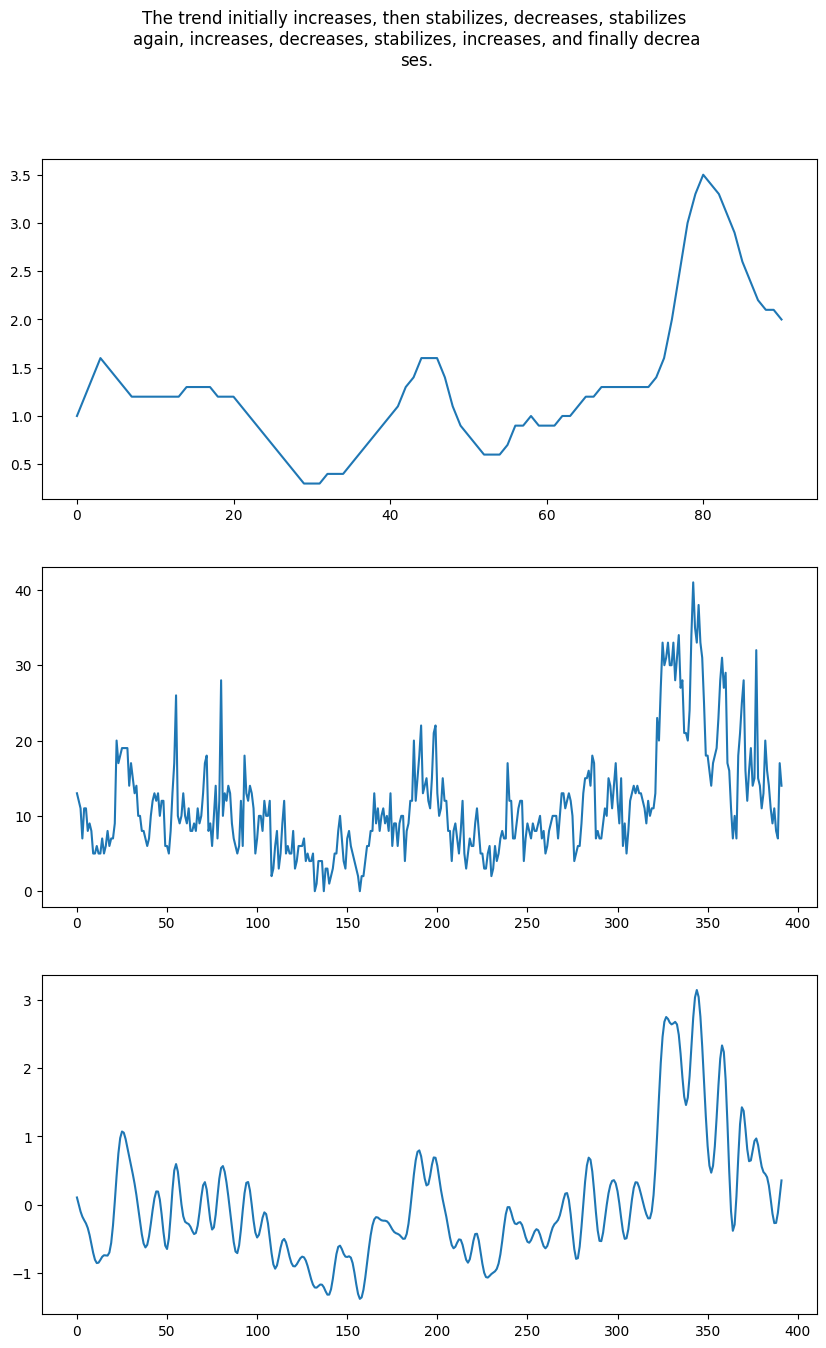 The trend initially increases, then stabilizes, decreases, stabilizes
again, increases, decreases, stabilizes, increases, and finally decrea
ses.
3.5
3.0
2.5
2.0
1.5
1.0
0.5
0 20 40 60 80
40
30
20
10
0
0 50 100 150 200 250 300 350 400
3
2
1
0
−1
0 50 100 150 200 250 300 350 400